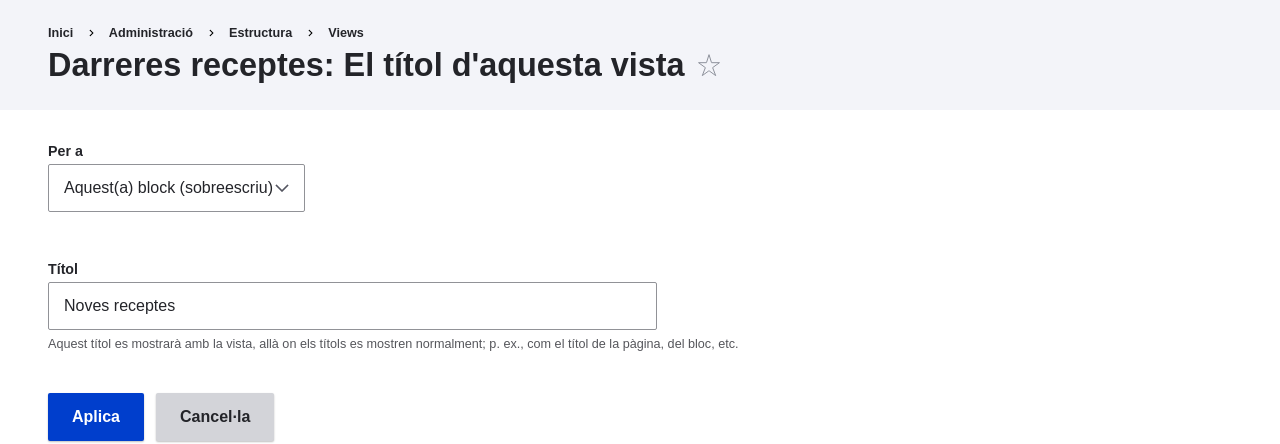 Inici › Administració › Estructura › Views
Darreres receptes: El títol d'aquesta vista ☆
Per a
Aquest(a) block (sobreescriu)
Títol
Noves receptes
Aquest títol es mostrarà amb la vista, allà on els títols es mostren normalment; p. ex., com el títol de la pàgina, del bloc, etc.
Aplica Cancel·la